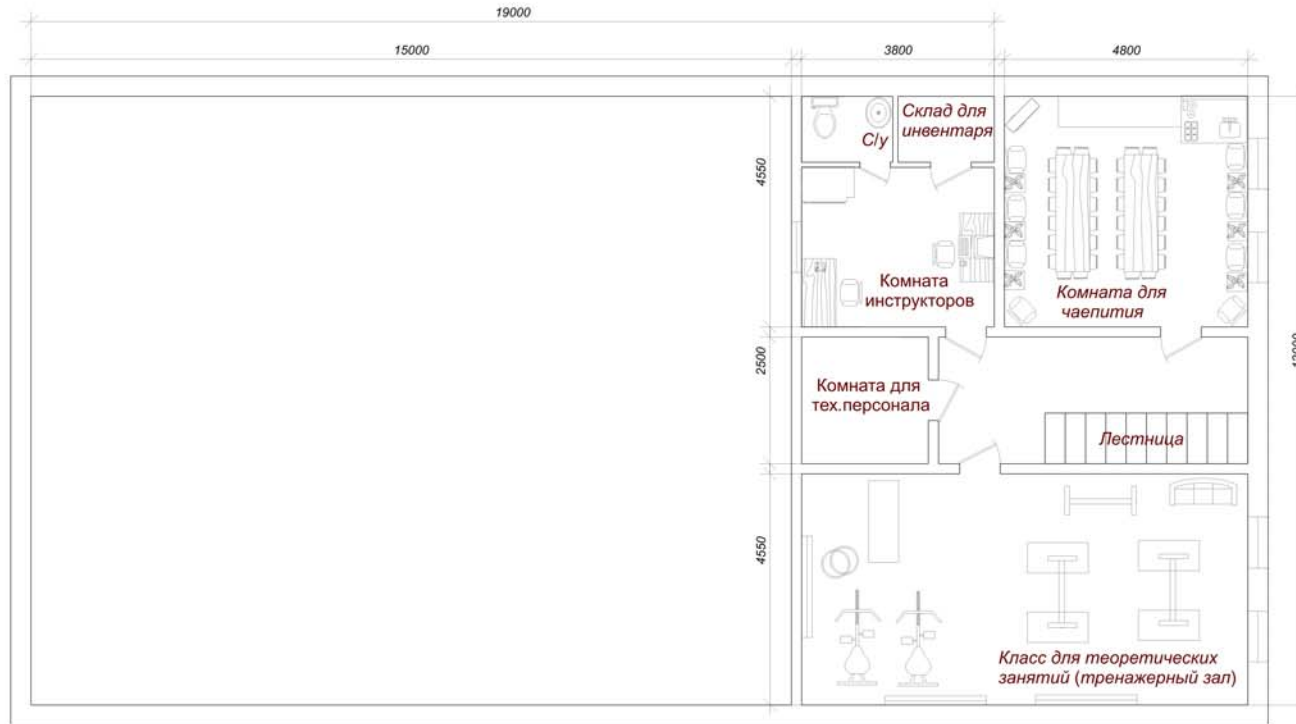 19000
15000
3800
4800
С/у
Склад для
инвентаря
4550
Комната
инструкторов
Комната для
чаепития
2500
Комната для
тех.персонала
Лестница
4550
Класс для теоретических
занятий (тренажерный зал)